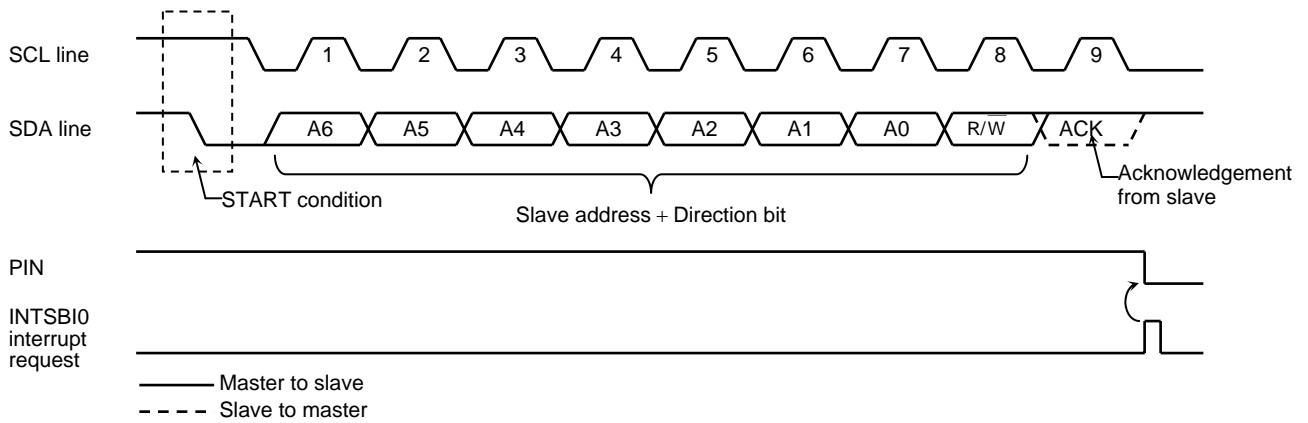 SCL line
1 2 3 4 5 6 7 8 9
SDA line
A6 A5 A4 A3 A2 A1 A0 R/W̅ ACK
START condition
Slave address + Direction bit
Acknowledgement
from slave
PIN
INTSBI0
interrupt
request
Master to slave
Slave to master